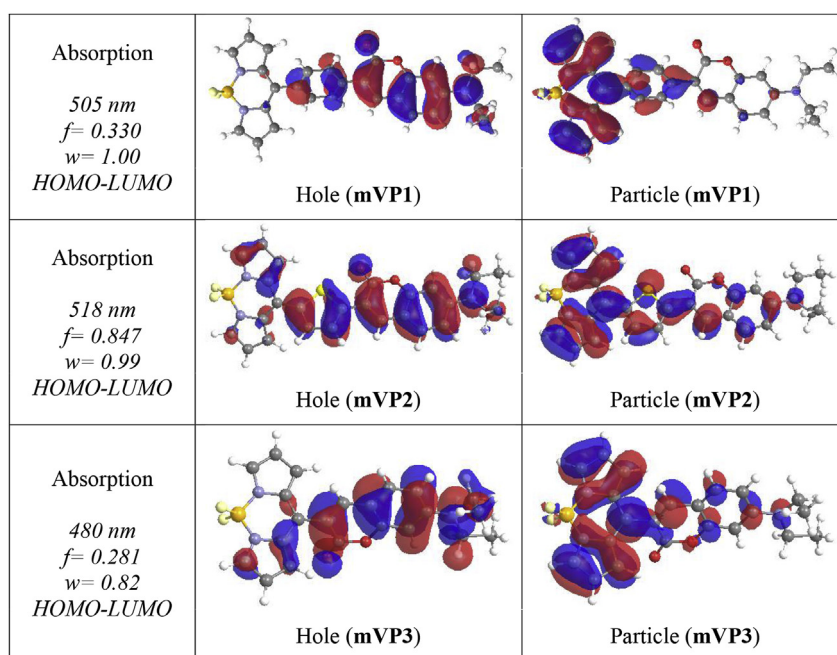 Absorption
505 nm
f= 0.330
w= 1.00
HOMO-LUMO
Hole (mVP1)
Particle (mVP1)
Absorption
518 nm
f= 0.847
w= 0.99
HOMO-LUMO
Hole (mVP2)
Particle (mVP2)
Absorption
480 nm
f= 0.281
w= 0.82
HOMO-LUMO
Hole (mVP3)
Particle (mVP3)